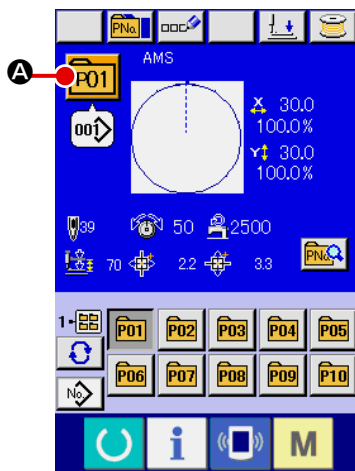 PNo.
AMS
A
P01
001
X 30.0
100.0%
Y 30.0
100.0%
39 50 2500
70 2.2 3.3
PNo.
1-
P01 P02 P03 P04 P05
No.
P06 P07 P08 P09 P10
i M